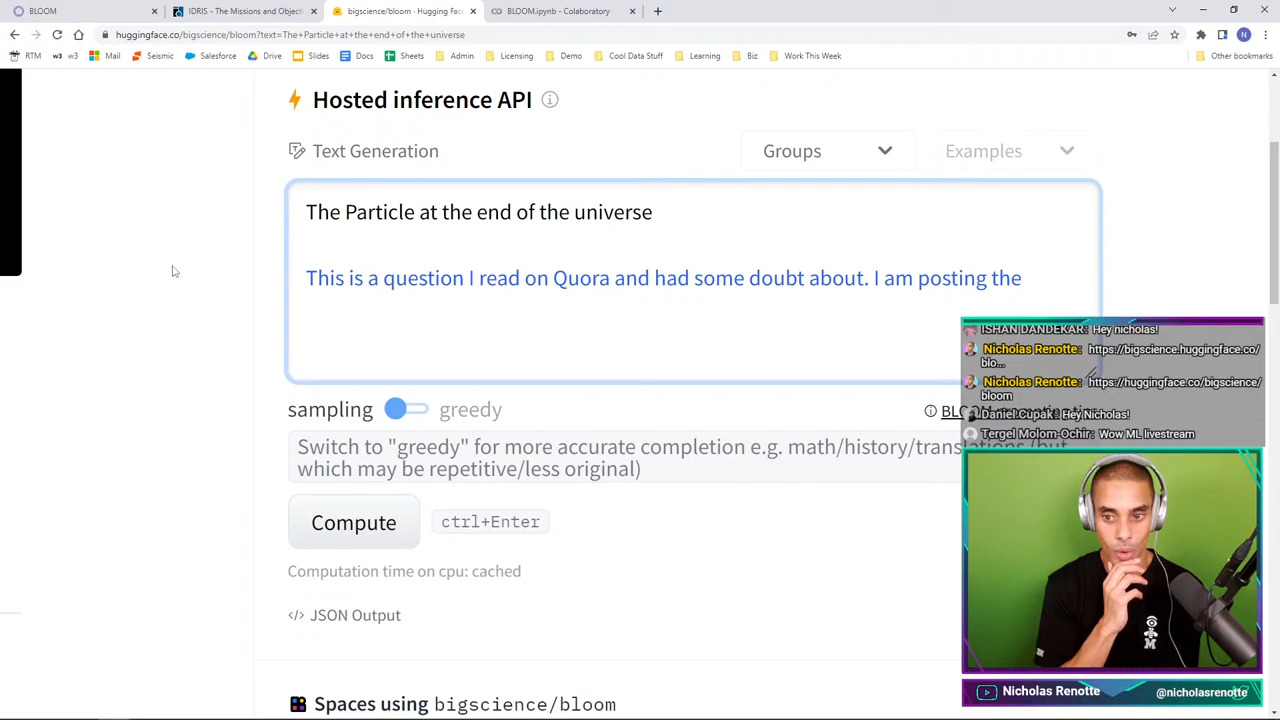 BLOOM
IDRIS - The Missions and Objecti
bigscience/bloom · Hugging Face
BLOOM.ipynb - Colaboratory
huggingface.co/bigscience/bloom?text=The+Particle+at+the+end+of+the+universe
N
RTM
w3
Mail
Seismic
Salesforce
Drive
Slides
Docs
Sheets
Admin
Licensing
Demo
Cool Data Stuff
Learning
Biz
Work This Week
Other bookmarks
Hosted inference API
Text Generation
Groups
Examples
The Particle at the end of the universe
This is a question I read on Quora and had some doubt about. I am posting the
sampling
greedy
Switch to "greedy" for more accurate completion e.g. math/history/translations (but
which may be repetitive/less original)
Compute
ctrl+Enter
Computation time on cpu: cached
</> JSON Output
Spaces using bigscience/bloom
ISHAN DANDEKAR: Hey nicholas!
Nicholas Renotte: https://bigscience.huggingface.co/
blo...
Nicholas Renotte: https://huggingface.co/bigscience/
bloom
Daniel Cupak: Hey Nicholas!
Tergel Molom-Ochir: Wow ML livestream
Nicholas Renotte
@nicholasrenotte